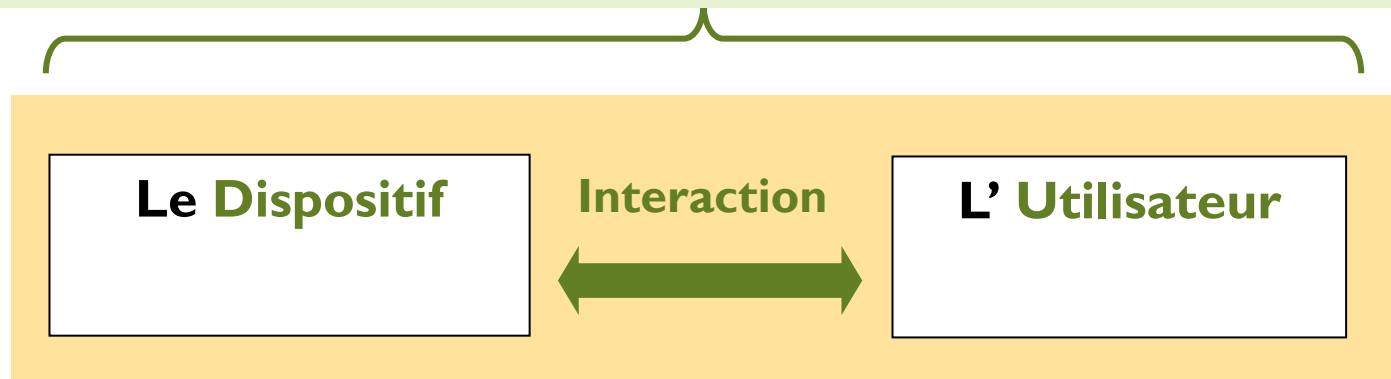 Le Dispositif
Interaction
L’ Utilisateur